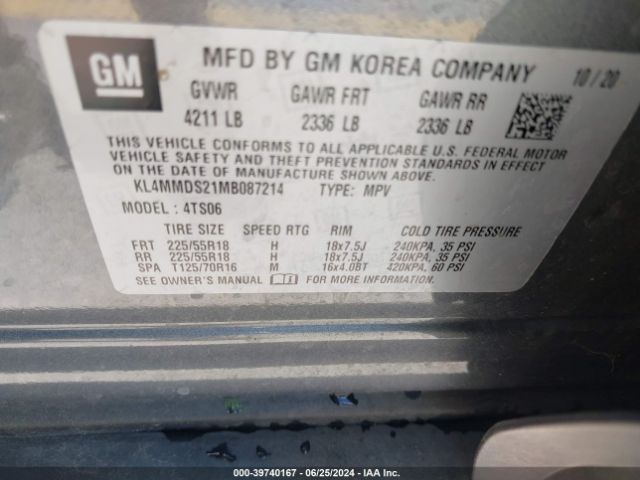 GM
MFD BY GM KOREA COMPANY 10/20
GVWR GAWR FRT GAWR RR
4211 LB 2336 LB 2336 LB
THIS VEHICLE CONFORMS TO ALL APPLICABLE U.S. FEDERAL MOTOR
VEHICLE SAFETY AND THEFT PREVENTION STANDARDS IN EFFECT
ON THE DATE OF MANUFACTURE SHOWN ABOVE.
KL4MMDS21MB087214 TYPE: MPV
MODEL: 4TS06
TIRE SIZE SPEED RTG RIM COLD TIRE PRESSURE
FRT 225/55R18 H 18x7.5J 240KPA, 35 PSI
RR 225/55R18 H 18x7.5J 240KPA, 35 PSI
SPA T125/70R16 M 16x4.0BT 420KPA, 60 PSI
SEE OWNER'S MANUAL FOR MORE INFORMATION.
000-39740167 - 06/25/2024 - IAA Inc.